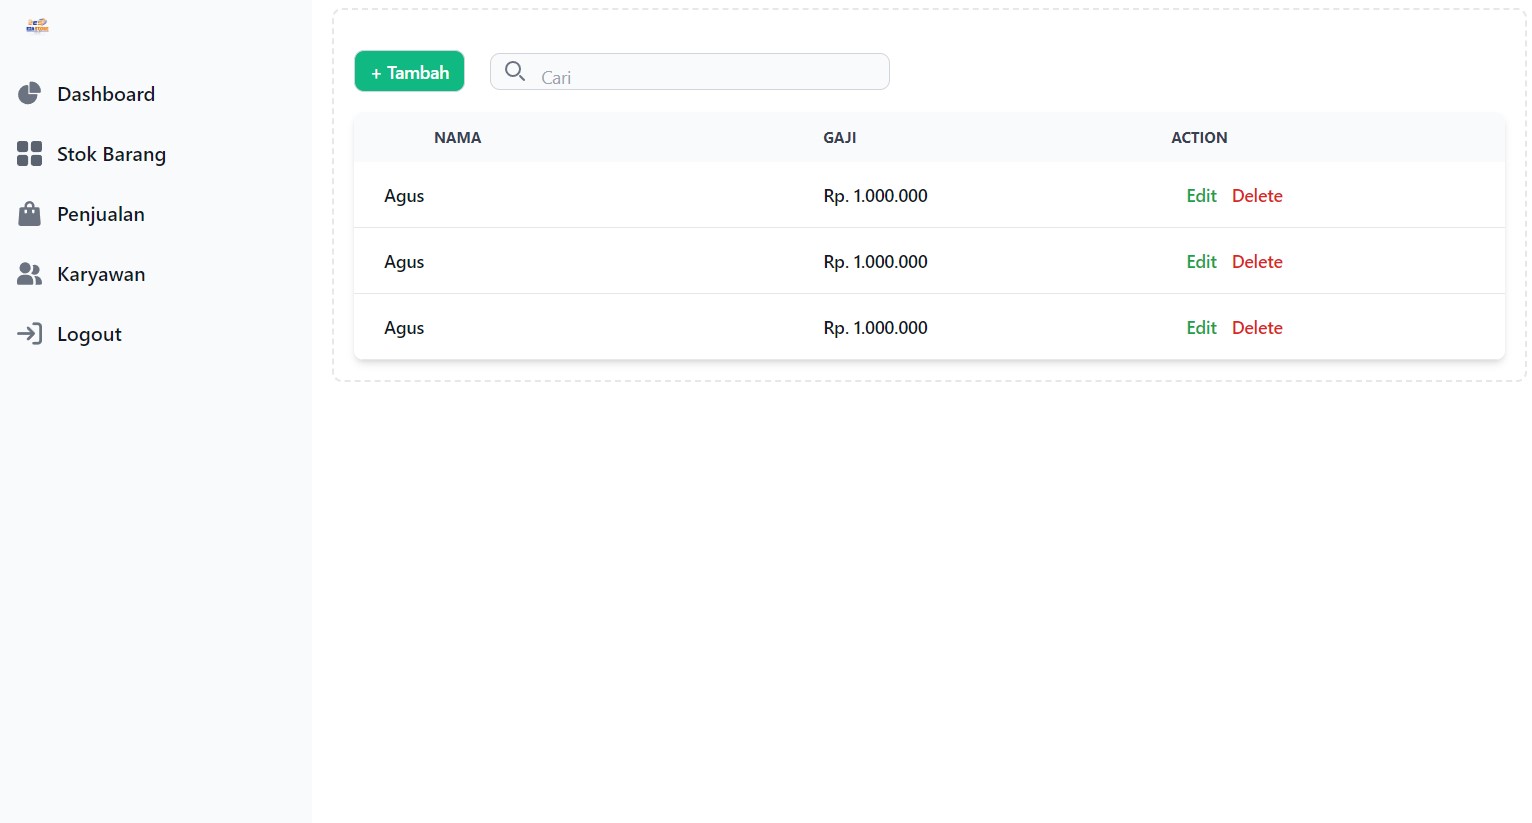 Dashboard
Stok Barang
Penjualan
Karyawan
Logout
+ Tambah
Cari
NAMA GAJI ACTION
Agus Rp. 1.000.000 Edit Delete
Agus Rp. 1.000.000 Edit Delete
Agus Rp. 1.000.000 Edit Delete